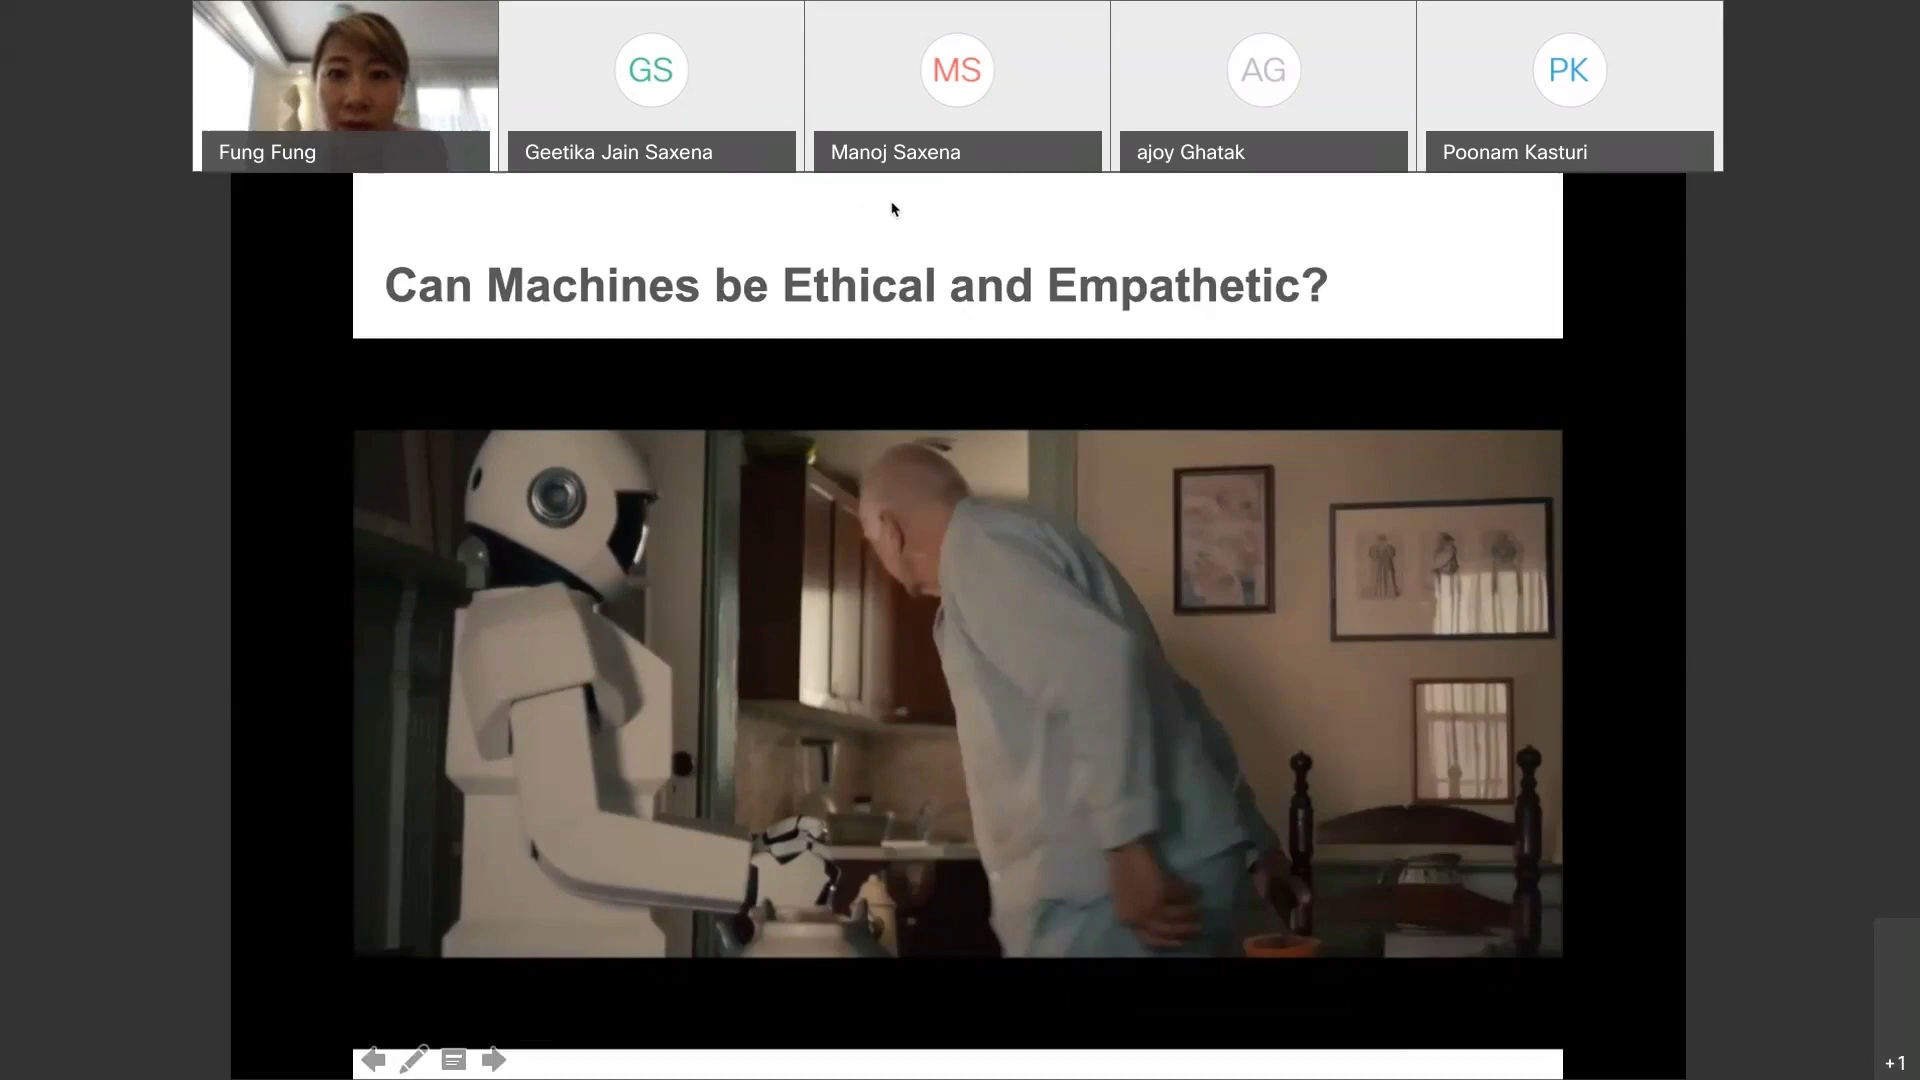 GS
MS
AG
PK
Fung Fung
Geetika Jain Saxena
Manoj Saxena
ajoy Ghatak
Poonam Kasturi
Can Machines be Ethical and Empathetic?
+1